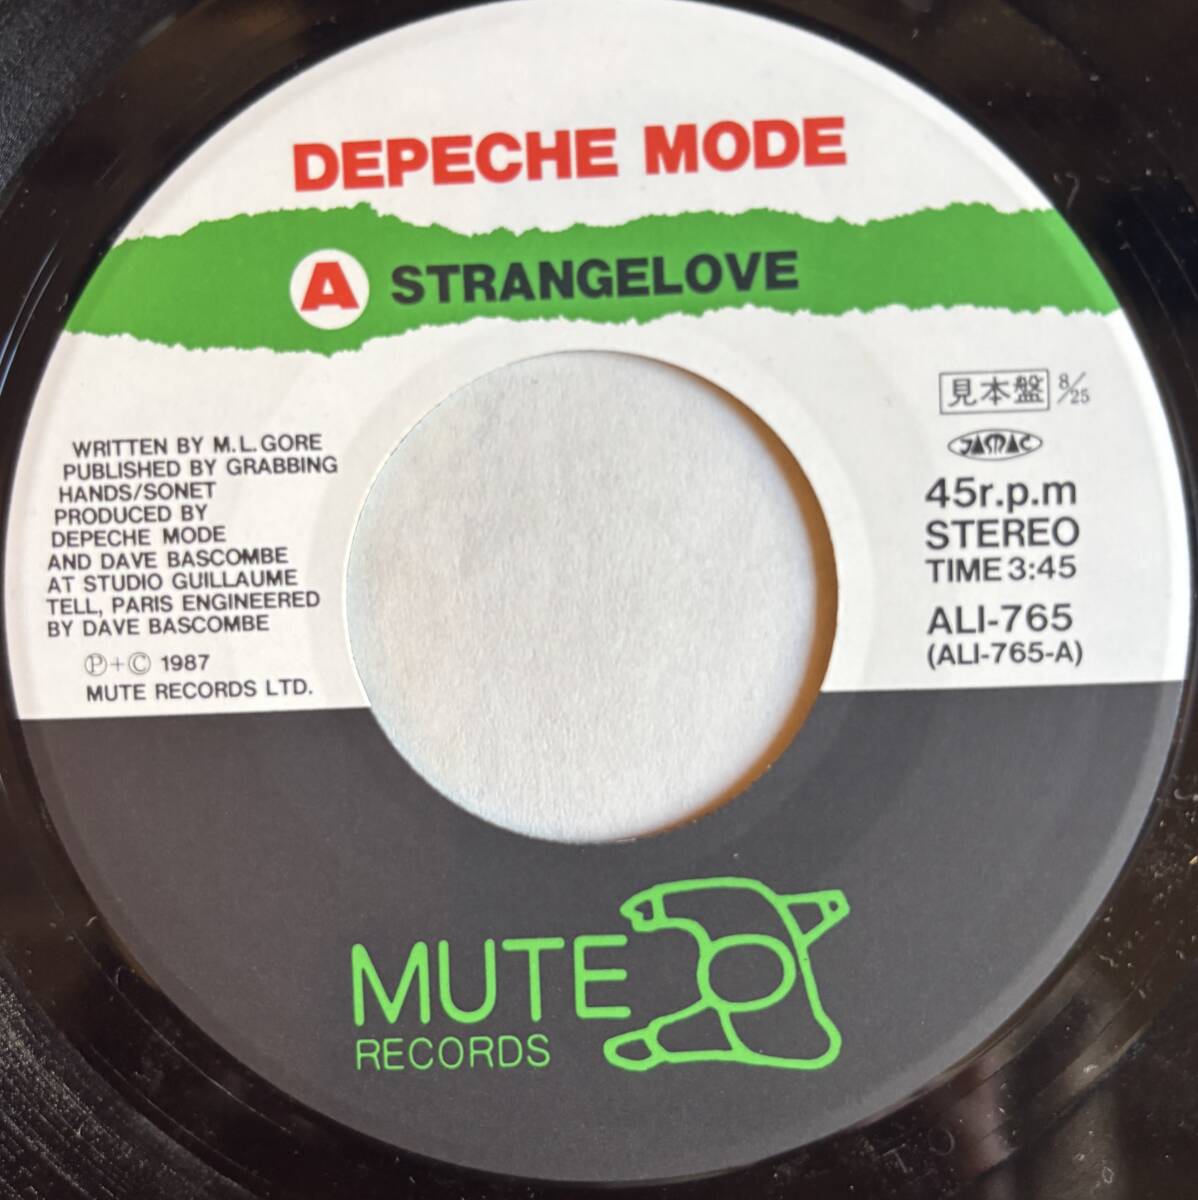 DEPECHE MODE
A STRANGELOVE
見本盤 8/25
JASRAC
WRITTEN BY M.L.GORE
PUBLISHED BY GRABBING
HANDS/SONET
PRODUCED BY
DEPECHE MODE
AND DAVE BASCOMBE
AT STUDIO GUILLAUME
TELL, PARIS ENGINEERED
BY DAVE BASCOMBE
Ⓟ+© 1987
MUTE RECORDS LTD.
45r.p.m
STEREO
TIME 3:45
ALI-765
(ALI-765-A)
MUTE
RECORDS